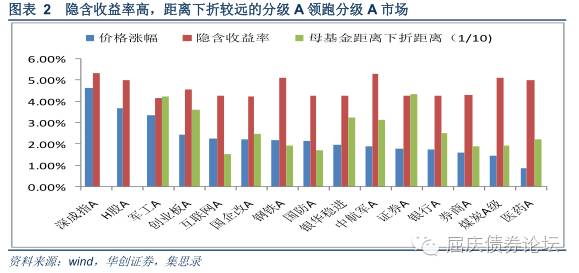 图表 2 隐含收益率高，距离下折较远的分级 A 领跑分级 A 市场
价格涨幅 隐含收益率 母基金距离下折距离（1/10）
6.00%
5.00%
4.00%
3.00%
2.00%
1.00%
0.00%
深成指A
H股A
军工A
创业板A
互联网A
国企改A
钢铁A
国防A
银华稳进
中航军A
证券A
银行A
券商A
煤炭A级
医药A
屈庆债券论坛
资料来源：wind，华创证券，集思录